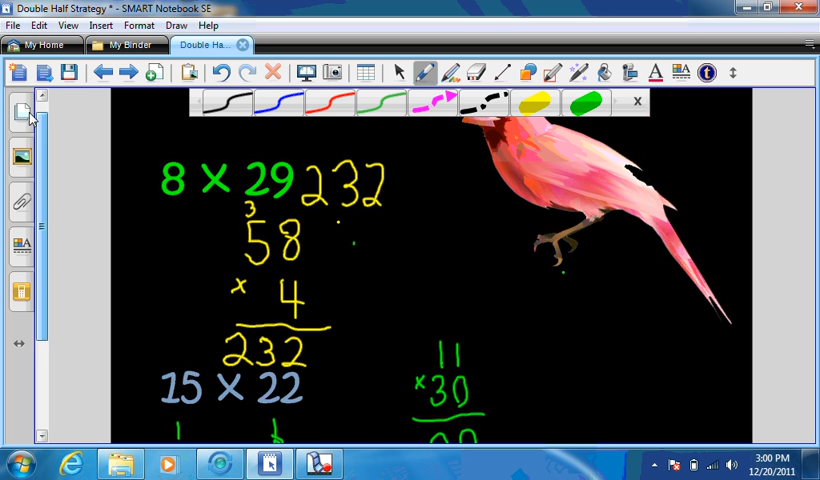 Double Half Strategy * - SMART Notebook SE
File Edit View Insert Format Draw Help
My Home My Binder Double Ha...
8 X 29 232
3
58
x 4
232
11
x30
15 X 22
3:00 PM
12/20/2011